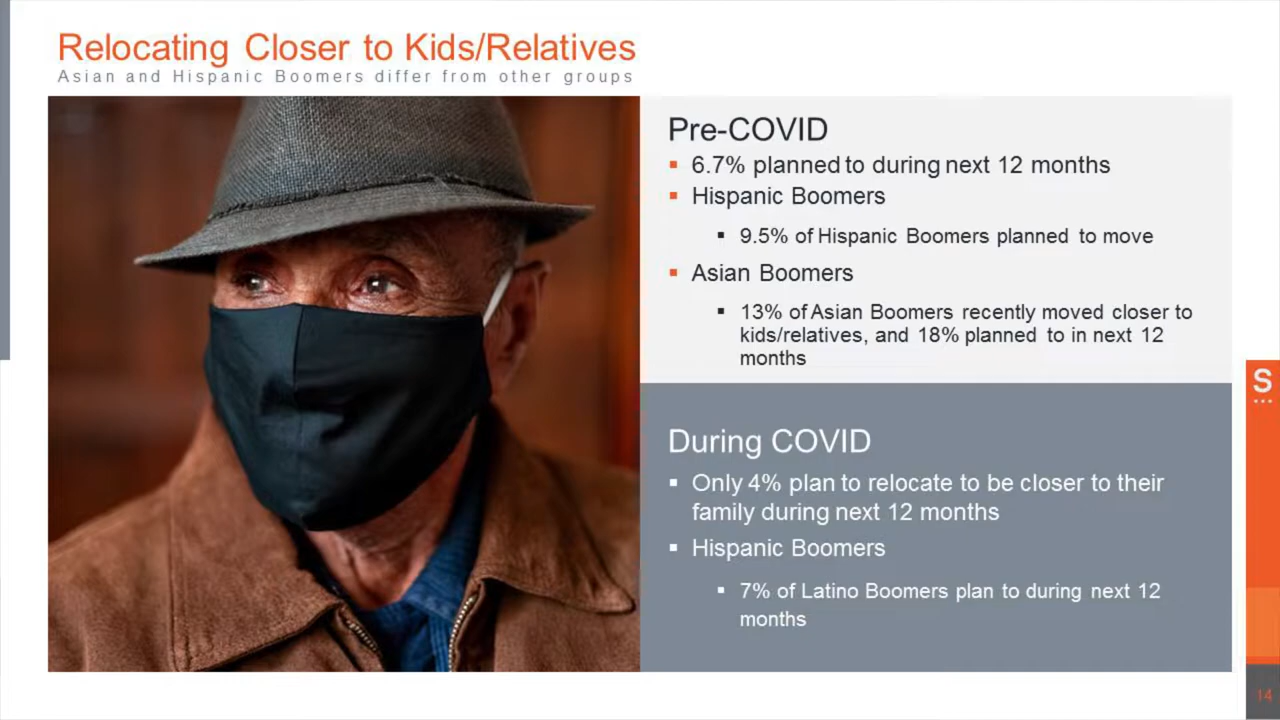 Relocating Closer to Kids/Relatives
Asian and Hispanic Boomers differ from other groups
Pre-COVID
▪ 6.7% planned to during next 12 months
▪ Hispanic Boomers
▪ 9.5% of Hispanic Boomers planned to move
▪ Asian Boomers
▪ 13% of Asian Boomers recently moved closer to
kids/relatives, and 18% planned to in next 12
months
During COVID
▪ Only 4% plan to relocate to be closer to their
family during next 12 months
▪ Hispanic Boomers
▪ 7% of Latino Boomers plan to during next 12
months
S
...
14